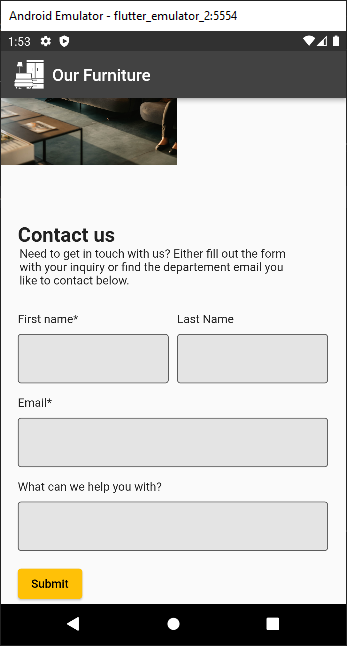 Android Emulator - flutter_emulator_2:5554
1:53
Our Furniture
Contact us
Need to get in touch with us? Either fill out the form
with your inquiry or find the departement email you
like to contact below.
First name*
Last Name
Email*
What can we help you with?
Submit